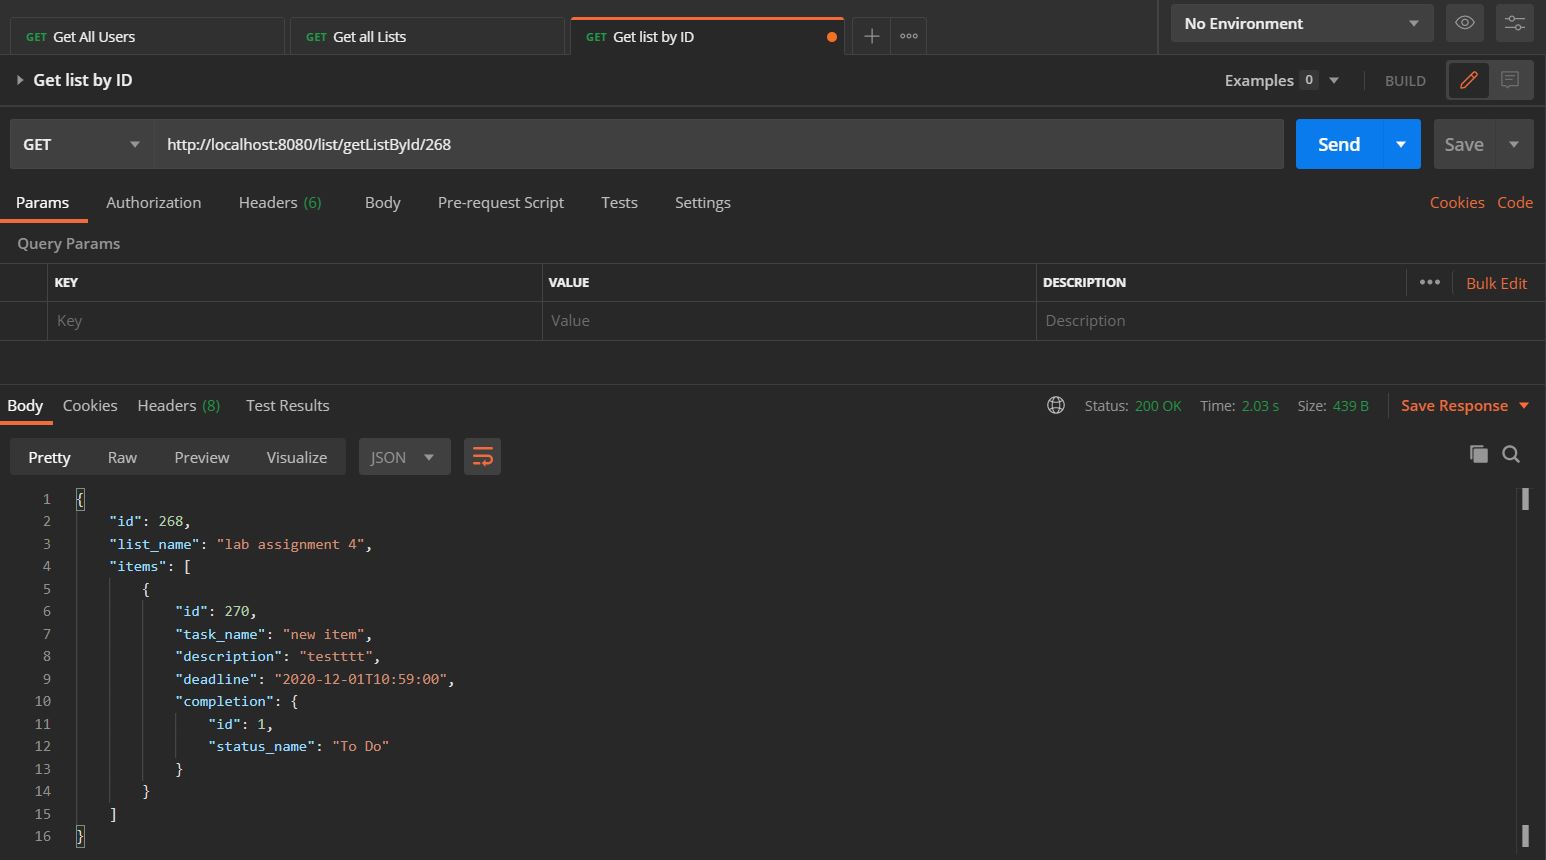 GET Get All Users GET Get all Lists GET Get list by ID No Environment
Get list by ID Examples 0 BUILD
GET http://localhost:8080/list/getListById/268 Send Save
Params Authorization Headers (6) Body Pre-request Script Tests Settings Cookies Code
Query Params
KEY VALUE DESCRIPTION Bulk Edit
Key Value Description
Body Cookies Headers (8) Test Results Status: 200 OK Time: 2.03 s Size: 439 B Save Response
Pretty Raw Preview Visualize JSON
1 {
2 "id": 268,
3 "list_name": "lab assignment 4",
4 "items": [
5 {
6 "id": 270,
7 "task_name": "new item",
8 "description": "testttt",
9 "deadline": "2020-12-01T10:59:00",
10 "completion": {
11 "id": 1,
12 "status_name": "To Do"
13 }
14 }
15 ]
16 }